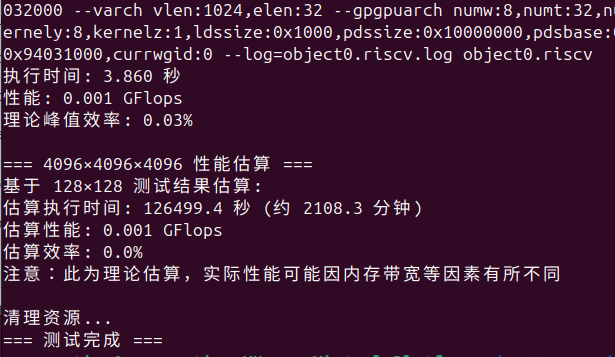 032000 --varch vlen:1024,elen:32 --gpgpuarch numw:8,numt:32,nu
ernely:8,kernelz:1,ldssize:0x1000,pdssize:0x10000000,pdsbase:0
0x94031000,currwgid:0 --log=object0.riscv.log object0.riscv
执行时间: 3.860 秒
性能: 0.001 GFlops
理论峰值效率: 0.03%
=== 4096×4096×4096 性能估算 ===
基于 128×128 测试结果估算:
估算执行时间: 126499.4 秒 (约 2108.3 分钟)
估算性能: 0.001 GFlops
估算效率: 0.0%
注意：此为理论估算，实际性能可能因内存带宽等因素有所不同
清理资源...
=== 测试完成 ===